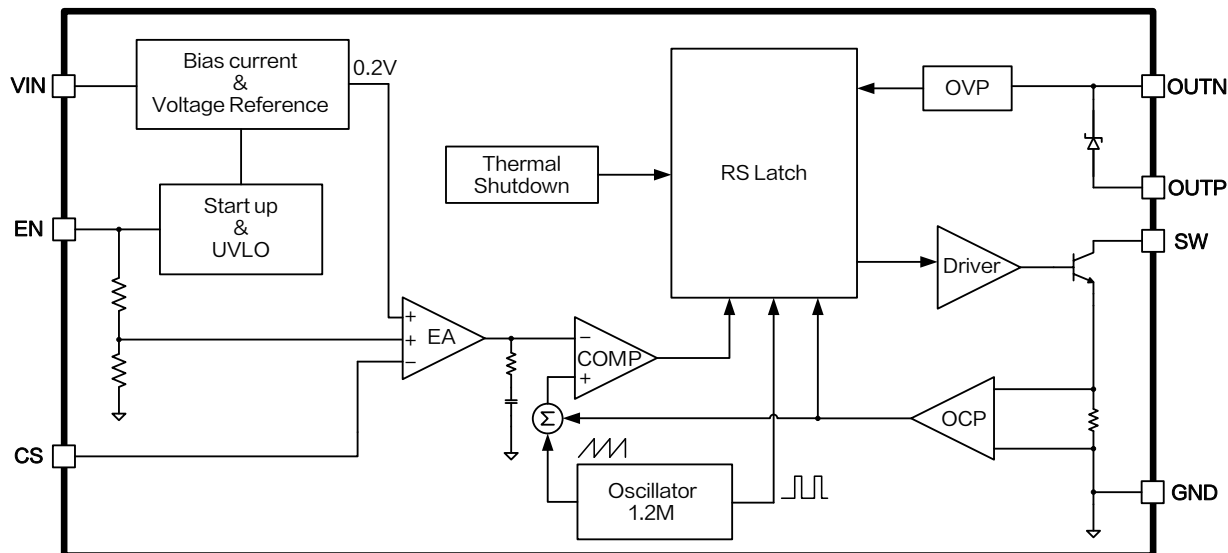 Bias current
&
Voltage Reference
0.2V
VIN
OVP
OUTN
Thermal
Shutdown
RS Latch
OUTP
Start up
&
UVLO
EN
SW
Driver
+
+
−
EA
−
+
COMP
Σ
OCP
CS
Oscillator
1.2M
GND